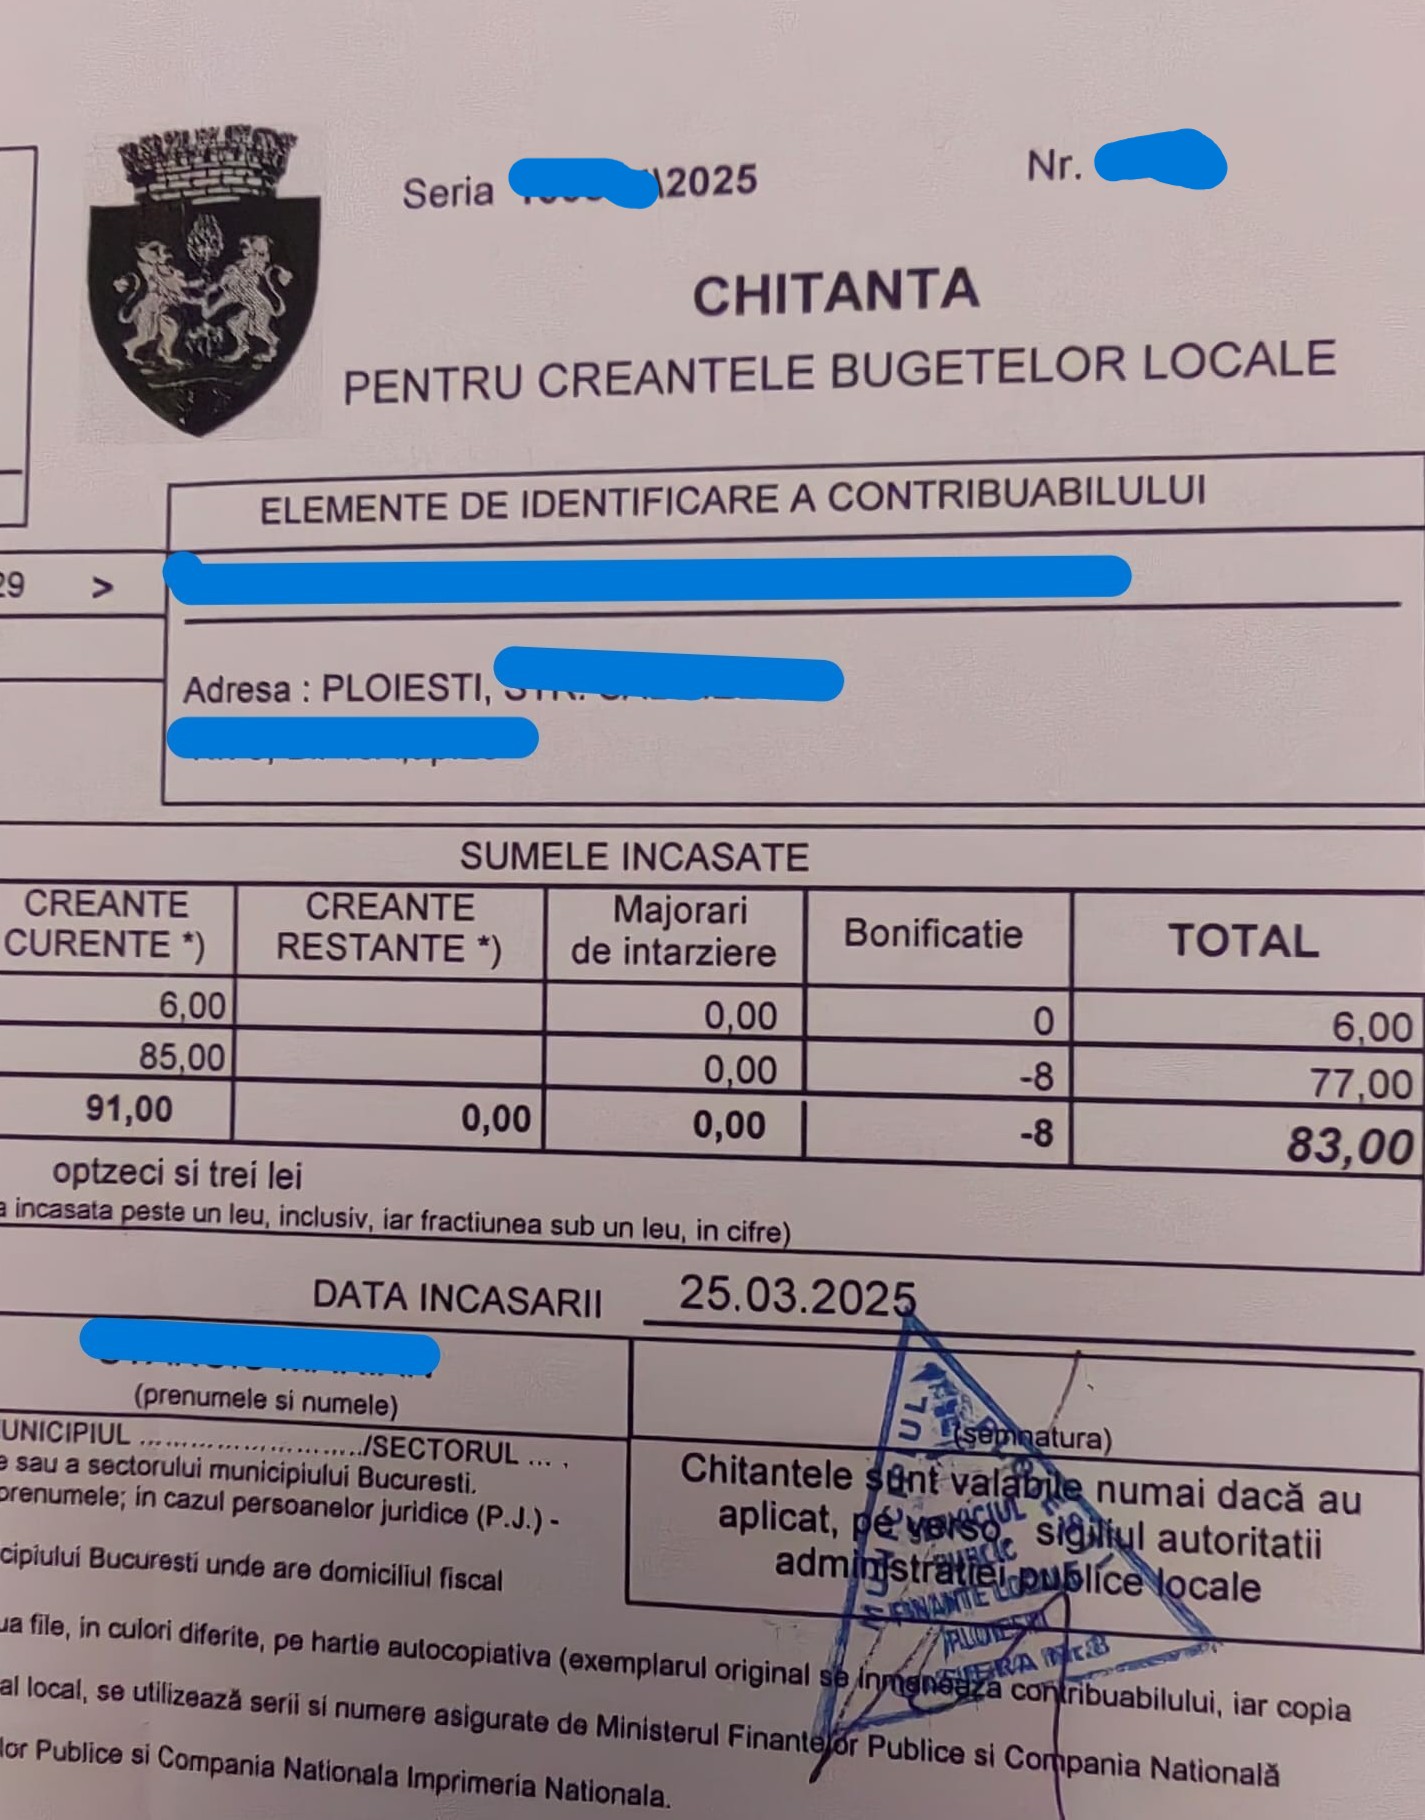 Seria \2025
Nr.
CHITANTA
PENTRU CREANTELE BUGETELOR LOCALE
ELEMENTE DE IDENTIFICARE A CONTRIBUABILULUI
29 >
Adresa : PLOIESTI,
SUMELE INCASATE
CREANTE CURENTE *) CREANTE RESTANTE *) Majorari de intarziere Bonificatie TOTAL
6,00 0,00 0 6,00
85,00 0,00 -8 77,00
91,00 0,00 0,00 -8 83,00
optzeci si trei lei
a incasata peste un leu, inclusiv, iar fractiunea sub un leu, in cifre)
DATA INCASARII 25.03.2025
(prenumele si numele)
(semnatura)
UNICIPIUL ............................/SECTORUL ... .
e sau a sectorului municipiului Bucuresti.
prenumele; in cazul persoanelor juridice (P.J.) -
cipiului Bucuresti unde are domiciliul fiscal
Chitantele sunt valabile numai dacă au
aplicat, pe verso, sigiliul autoritatii
administratiei publice locale
ua file, in culori diferite, pe hartie autocopiativa (exemplarul original se inmaneaza contribuabilului, iar copia
al local, se utilizează serii si numere asigurate de Ministerul Finantelor Publice si Compania Natională
lor Publice si Compania Nationala Imprimeria Nationala.
FINANTE
PLOIESTI